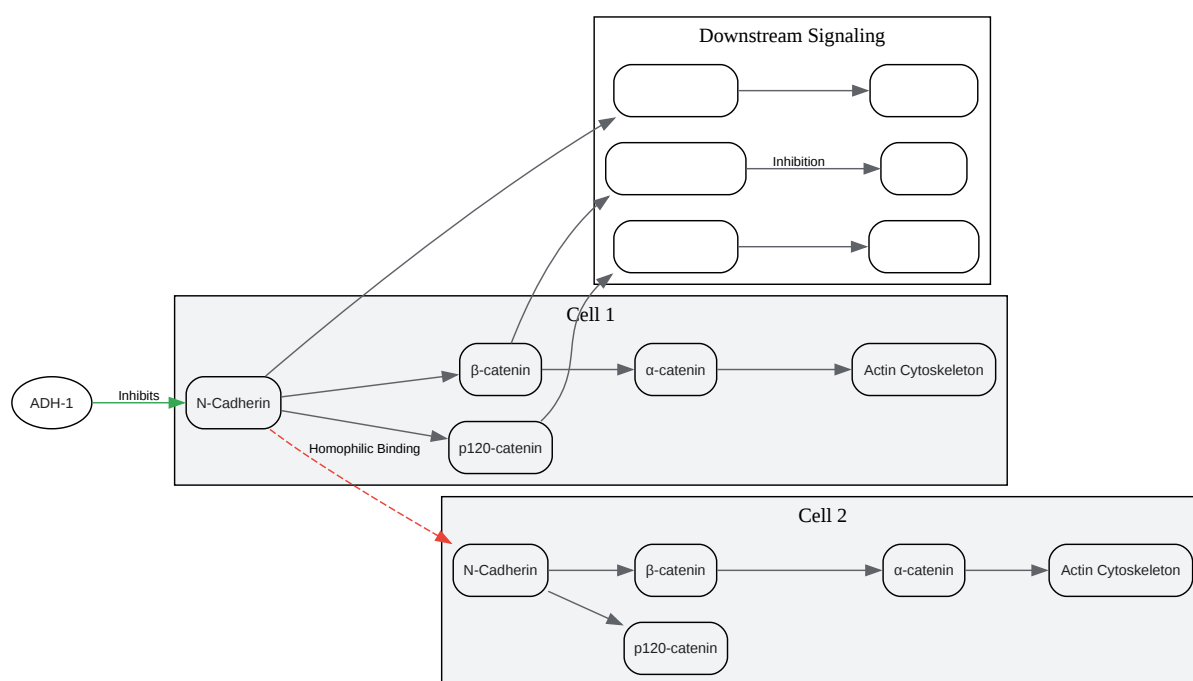 Downstream Signaling
Inhibition
Cell 1
β-catenin
α-catenin
Actin Cytoskeleton
ADH-1
Inhibits
N-Cadherin
p120-catenin
Homophilic Binding
Cell 2
N-Cadherin
β-catenin
α-catenin
Actin Cytoskeleton
p120-catenin